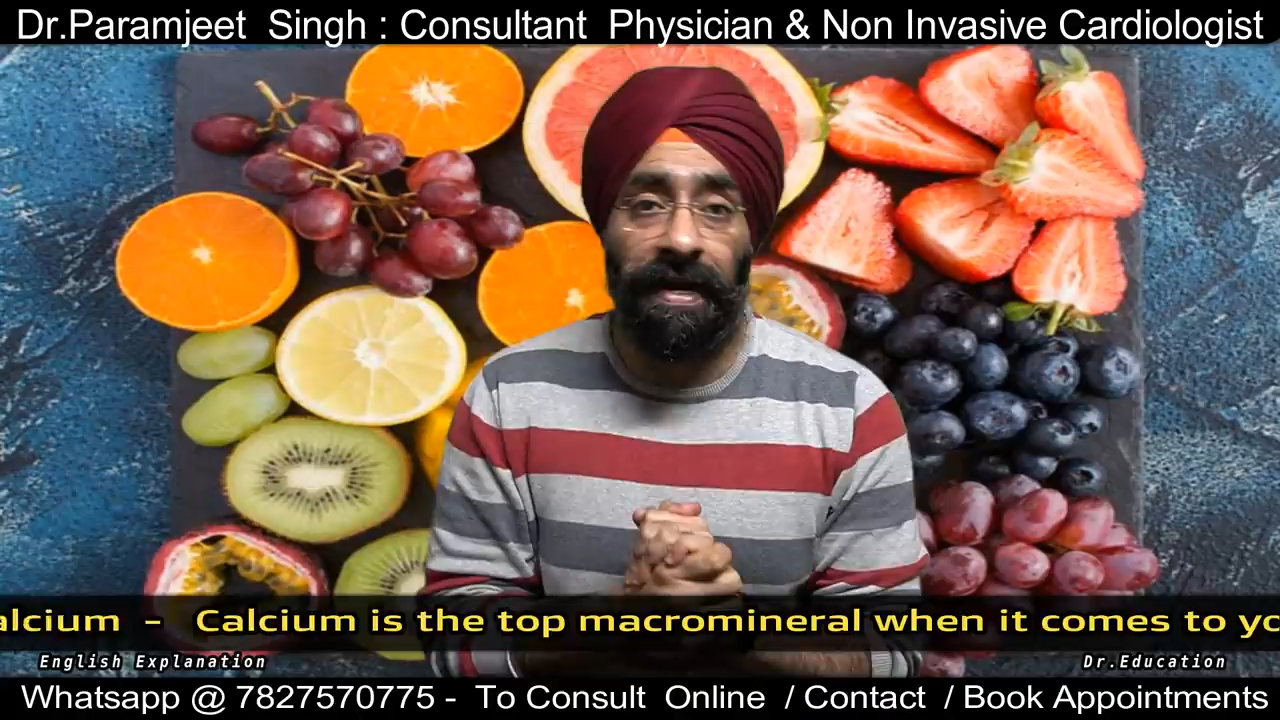 Dr.Paramjeet Singh : Consultant Physician & Non Invasive Cardiologist
alcium - Calcium is the top macromineral when it comes to yo
English Explanation
Dr.Education
Whatsapp @ 7827570775 - To Consult Online / Contact / Book Appointments